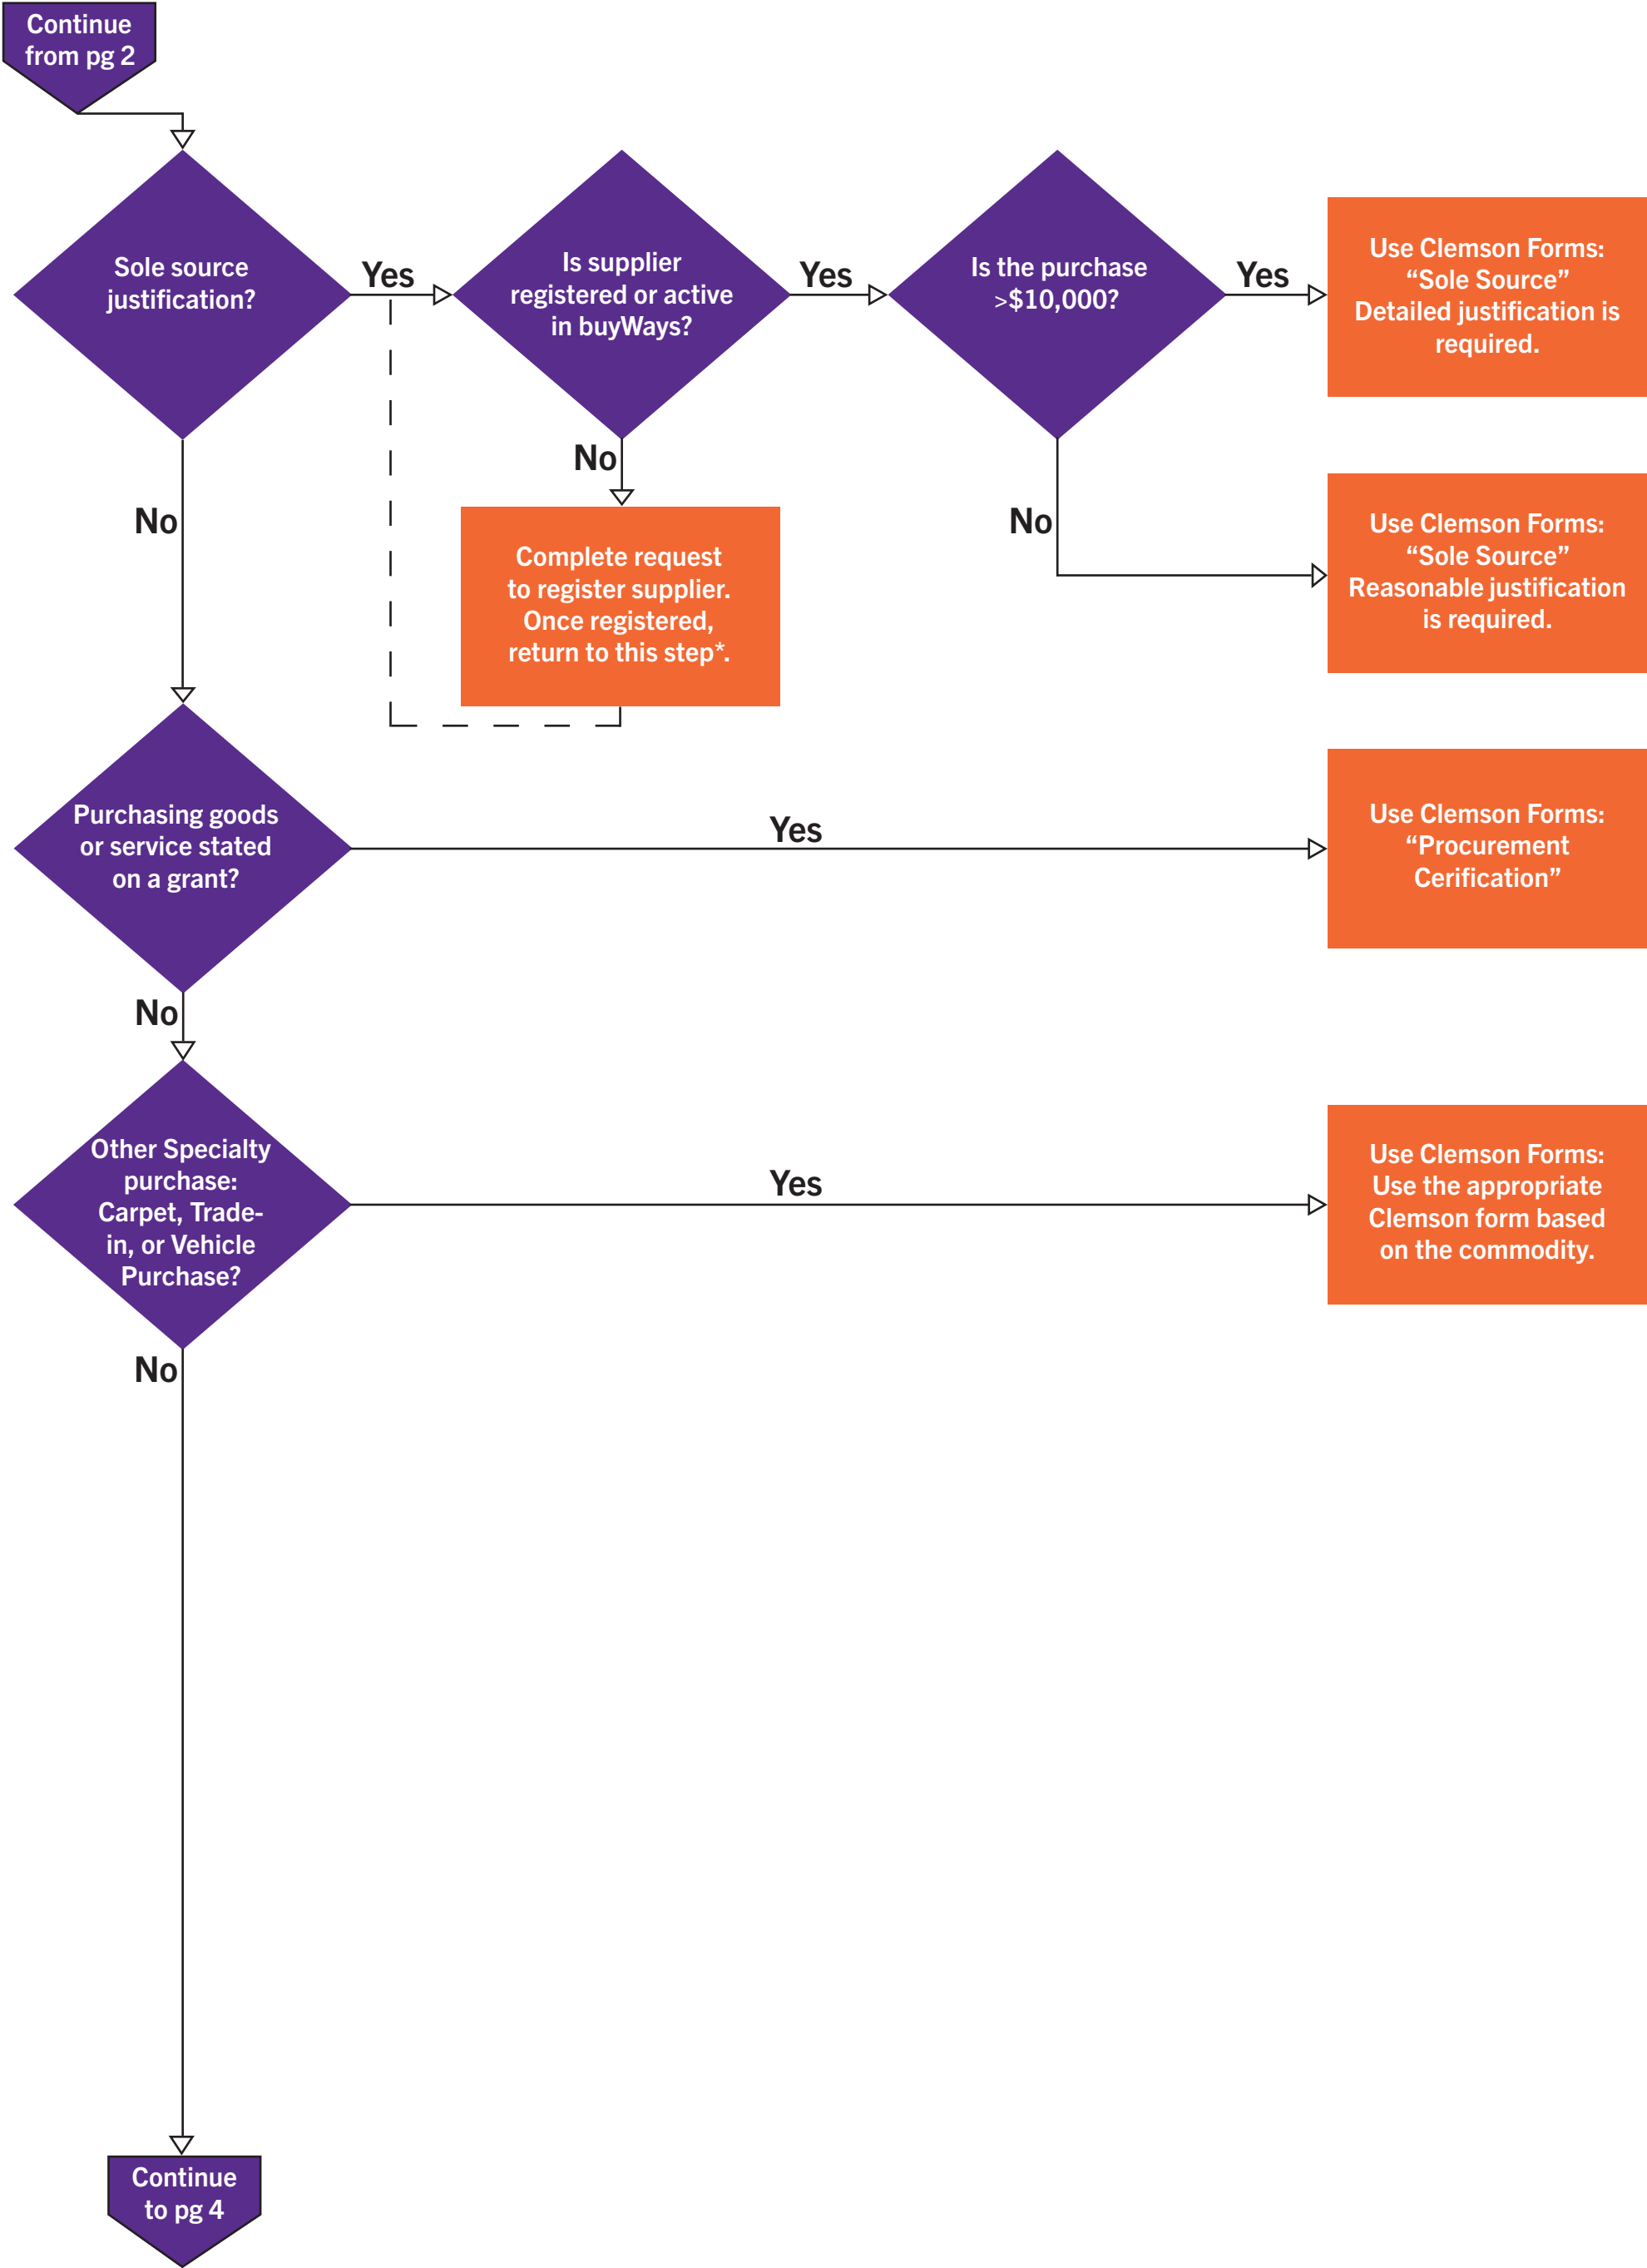 Continue
from pg 2
Sole source
justification?
Yes
Is supplier
registered or active
in buyWays?
Yes
Is the purchase
>$10,000?
Yes
Use Clemson Forms:
“Sole Source”
Detailed justification is
required.
No
Complete request
to register supplier.
Once registered,
return to this step*.
No
Use Clemson Forms:
“Sole Source”
Reasonable justification
is required.
No
Purchasing goods
or service stated
on a grant?
Yes
Use Clemson Forms:
“Procurement
Cerification”
No
Other Specialty
purchase:
Carpet, Trade-
in, or Vehicle
Purchase?
Yes
Use Clemson Forms:
Use the appropriate
Clemson form based
on the commodity.
No
Continue
to pg 4